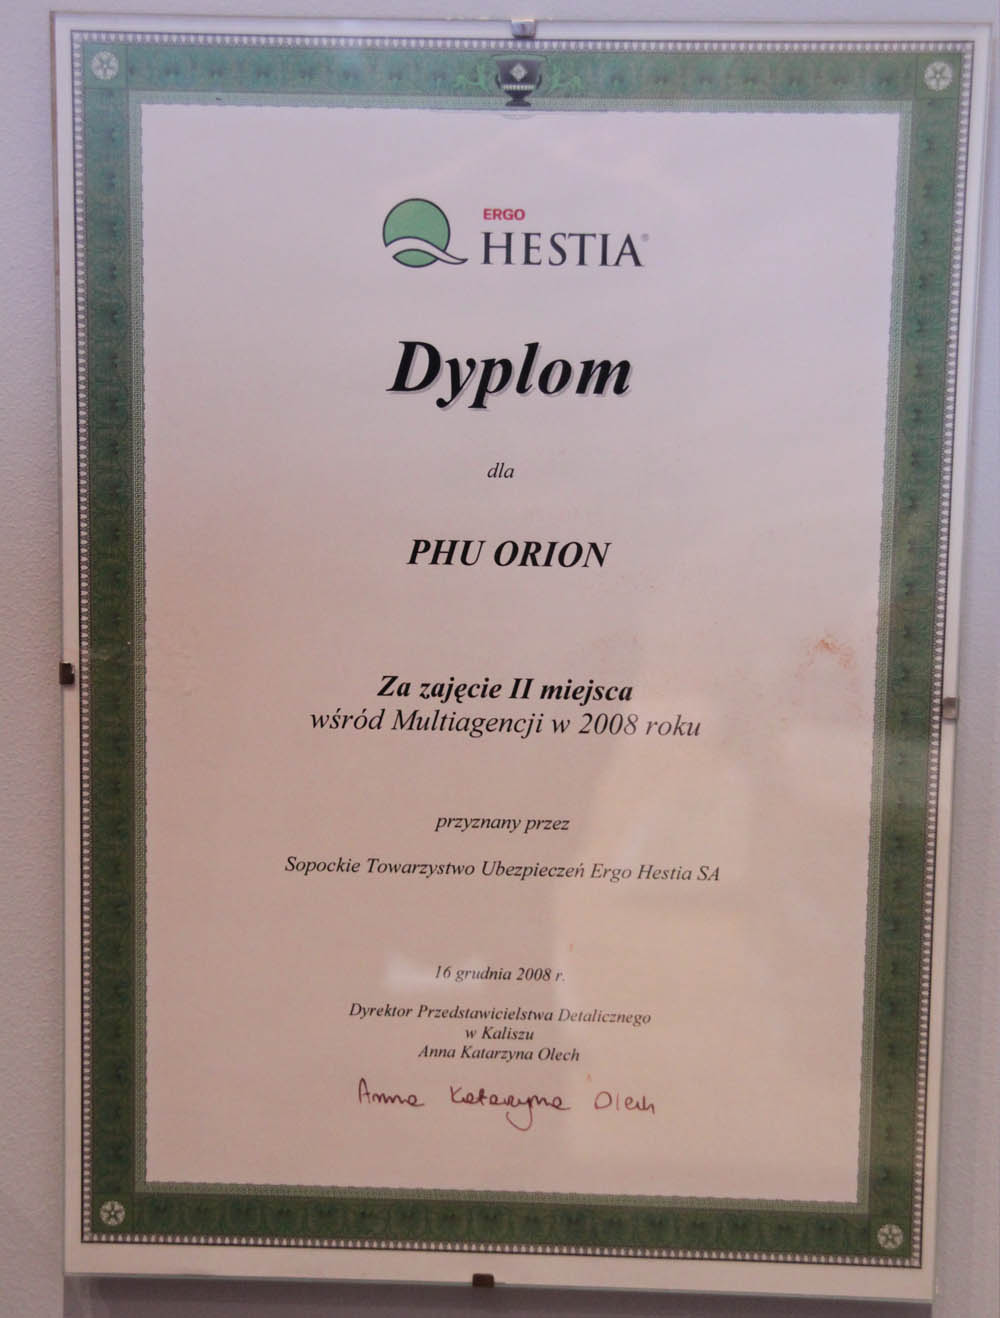 ERGO
HESTIA®
Dyplom
dla
PHU ORION
Za zajęcie II miejsca
wśród Multiagencji w 2008 roku
przyznany przez
Sopockie Towarzystwo Ubezpieczeń Ergo Hestia SA
16 grudnia 2008 r.
Dyrektor Przedstawicielstwa Detalicznego
w Kaliszu
Anna Katarzyna Olech
Anna Katarzyna Olech